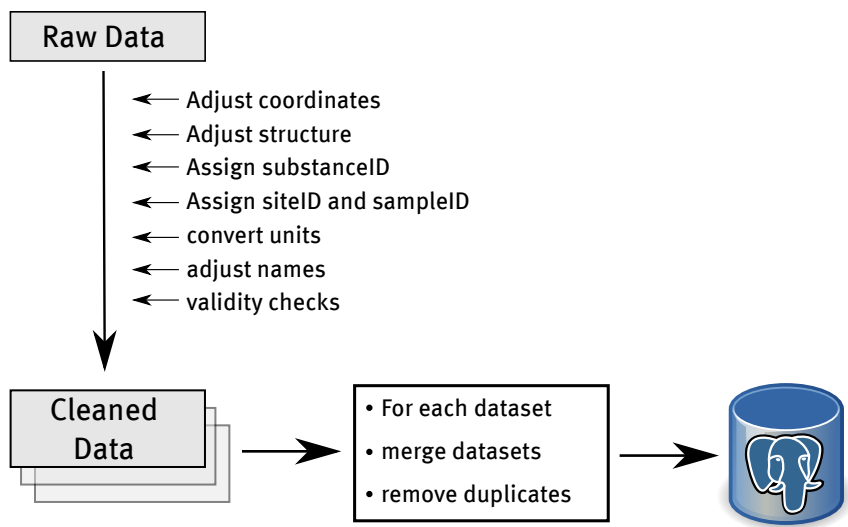 Raw Data
Adjust coordinates
Adjust structure
Assign substanceID
Assign siteID and sampleID
convert units
adjust names
validity checks
Cleaned
Data
• For each dataset
• merge datasets
• remove duplicates